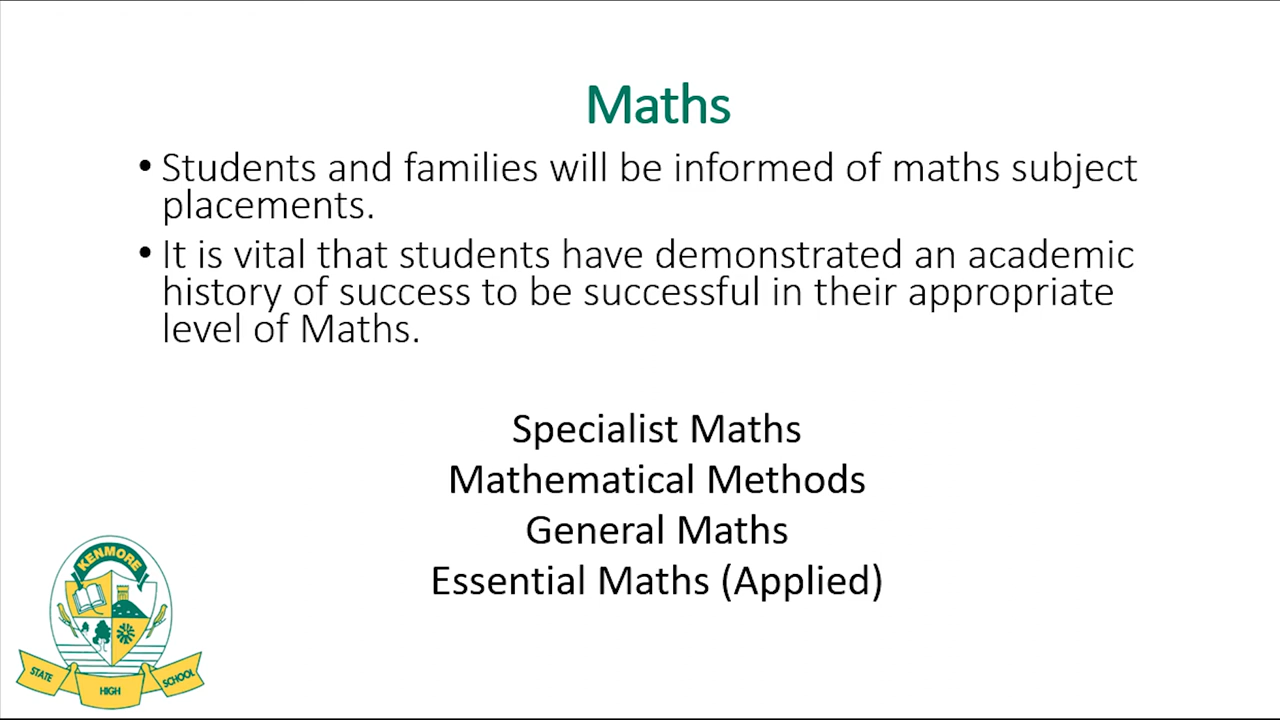 Maths
• Students and families will be informed of maths subject
placements.
• It is vital that students have demonstrated an academic
history of success to be successful in their appropriate
level of Maths.
Specialist Maths
Mathematical Methods
General Maths
Essential Maths (Applied)
KENMORE
STATE
HIGH
SCHOOL